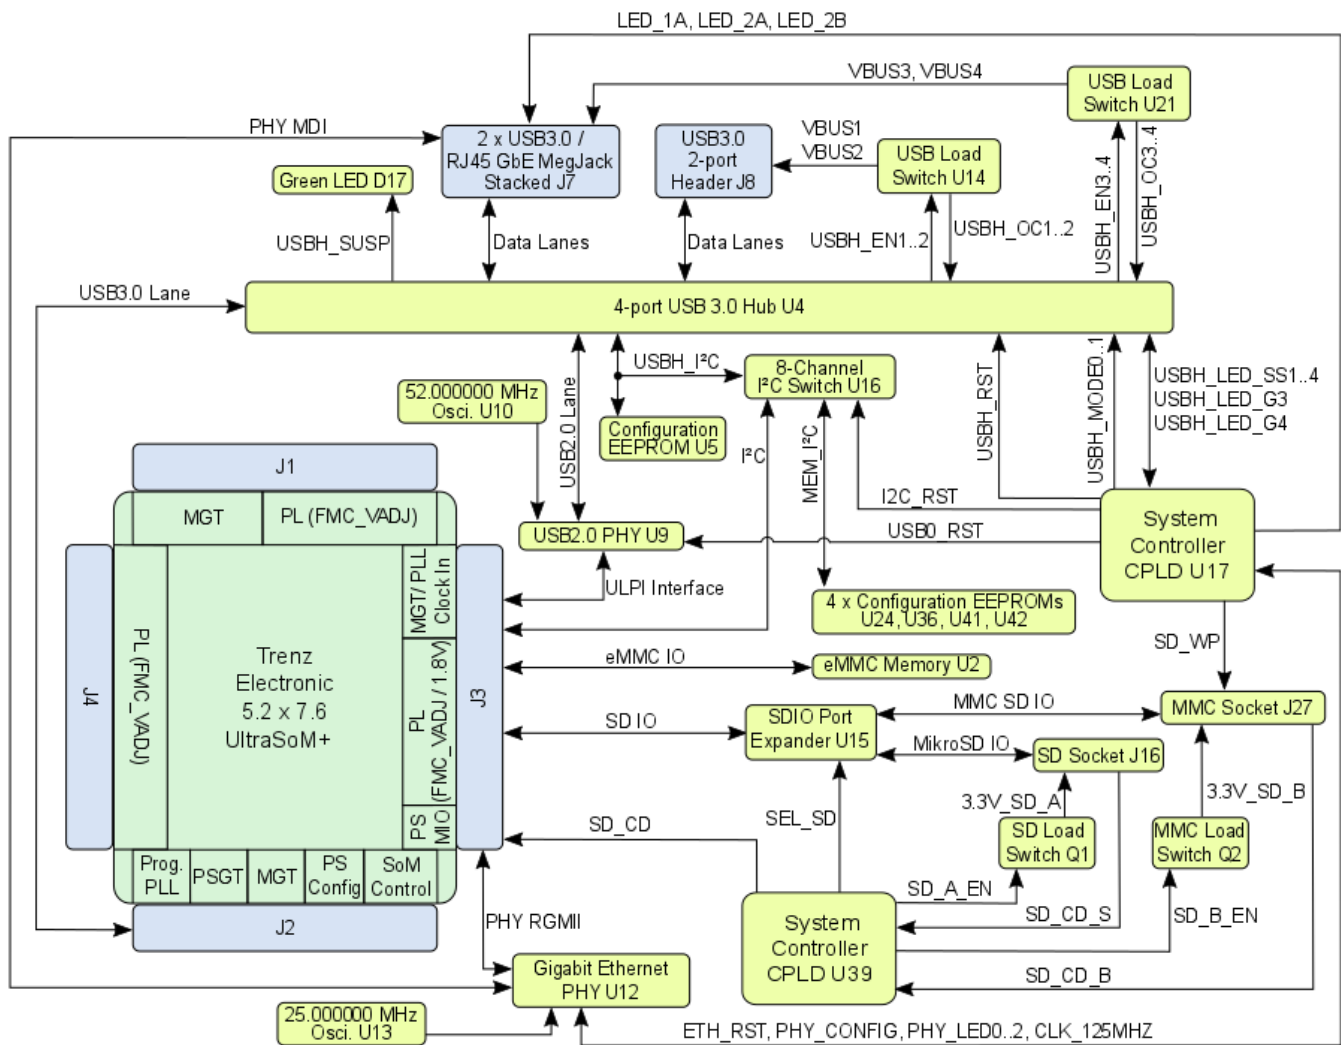 LED_1A, LED_2A, LED_2B
VBUS3, VBUS4
USB Load
Switch U21
PHY MDI
2 x USB3.0 /
RJ45 GbE MegJack
Stacked J7
USB3.0
2-port
Header J8
VBUS1
VBUS2
USB Load
Switch U14
Green LED D17
USBH_SUSP
Data Lanes
Data Lanes
USBH_EN1..2
USBH_OC1..2
USBH_EN3..4
USBH_OC3..4
USB3.0 Lane
4-port USB 3.0 Hub U4
52.000000 MHz
Osci. U10
USB2.0 Lane
USBH_I²C
8-Channel
I²C Switch U16
Configuration
EEPROM U5
I²C
MEM_I²C
USBH_RST
USBH_MODE0..1
USBH_LED_SS1..4
USBH_LED_G3
USBH_LED_G4
I2C_RST
USB0_RST
System
Controller
CPLD U17
J1
MGT
PL (FMC_VADJ)
USB2.0 PHY U9
ULPI Interface
MGT/ PLL
Clock In
4 x Configuration EEPROMs
U24, U36, U41, U42
SD_WP
J4
PL (FMC_VADJ)
Trenz
Electronic
5.2 x 7.6
UltraSoM+
PL
(FMC_VADJ / 1.8V)
J3
eMMC IO
eMMC Memory U2
SD IO
SDIO Port
Expander U15
MMC SD IO
MMC Socket J27
MikroSD IO
SD Socket J16
3.3V_SD_A
3.3V_SD_B
SEL_SD
SD Load
Switch Q1
MMC Load
Switch Q2
PS
MIO
SD_CD
Prog.
PLL
PSGT
MGT
PS
Config
SoM
Control
J2
SD_A_EN
SD_CD_S
SD_B_EN
SD_CD_B
System
Controller
CPLD U39
PHY RGMII
Gigabit Ethernet
PHY U12
25.000000 MHz
Osci. U13
ETH_RST, PHY_CONFIG, PHY_LED0..2, CLK_125MHZ